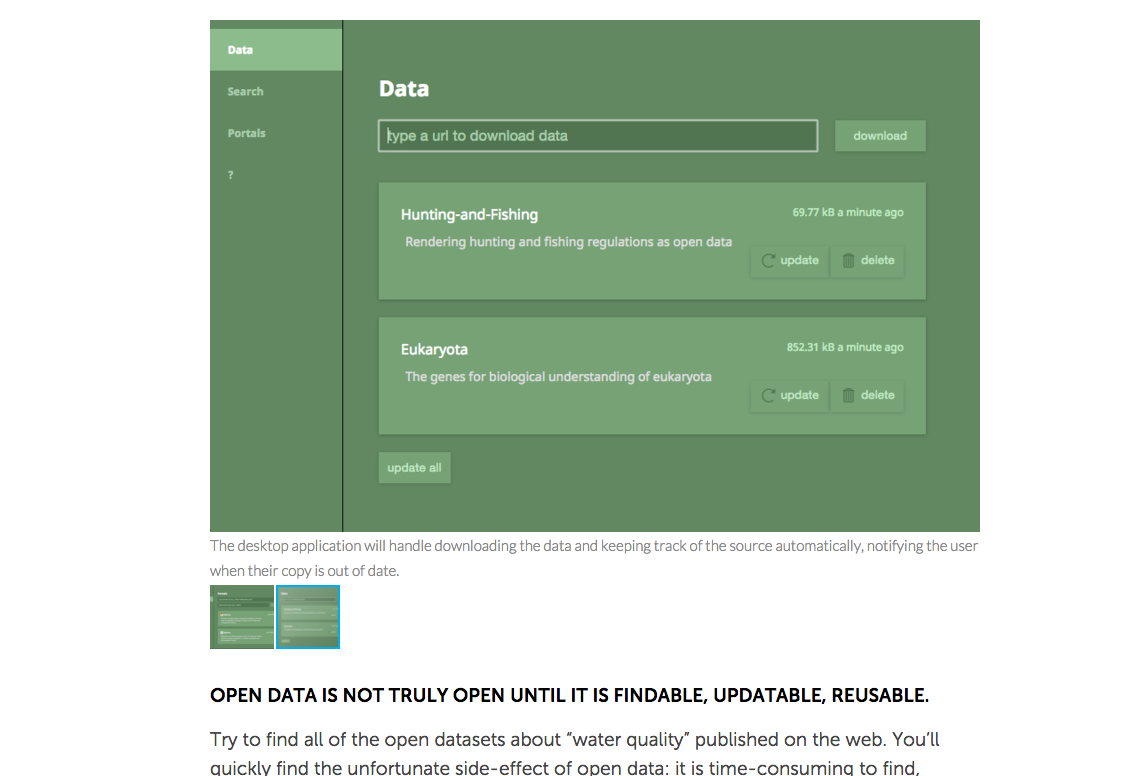 Data
Search
Portals
?
Data
type a url to download data
download
Hunting-and-Fishing
69.77 kB a minute ago
Rendering hunting and fishing regulations as open data
update
delete
Eukaryota
852.31 kB a minute ago
The genes for biological understanding of eukaryota
update
delete
update all
The desktop application will handle downloading the data and keeping track of the source automatically, notifying the user
when their copy is out of date.
OPEN DATA IS NOT TRULY OPEN UNTIL IT IS FINDABLE, UPDATABLE, REUSABLE.
Try to find all of the open datasets about “water quality” published on the web. You’ll
quickly find the unfortunate side-effect of open data: it is time-consuming to find,